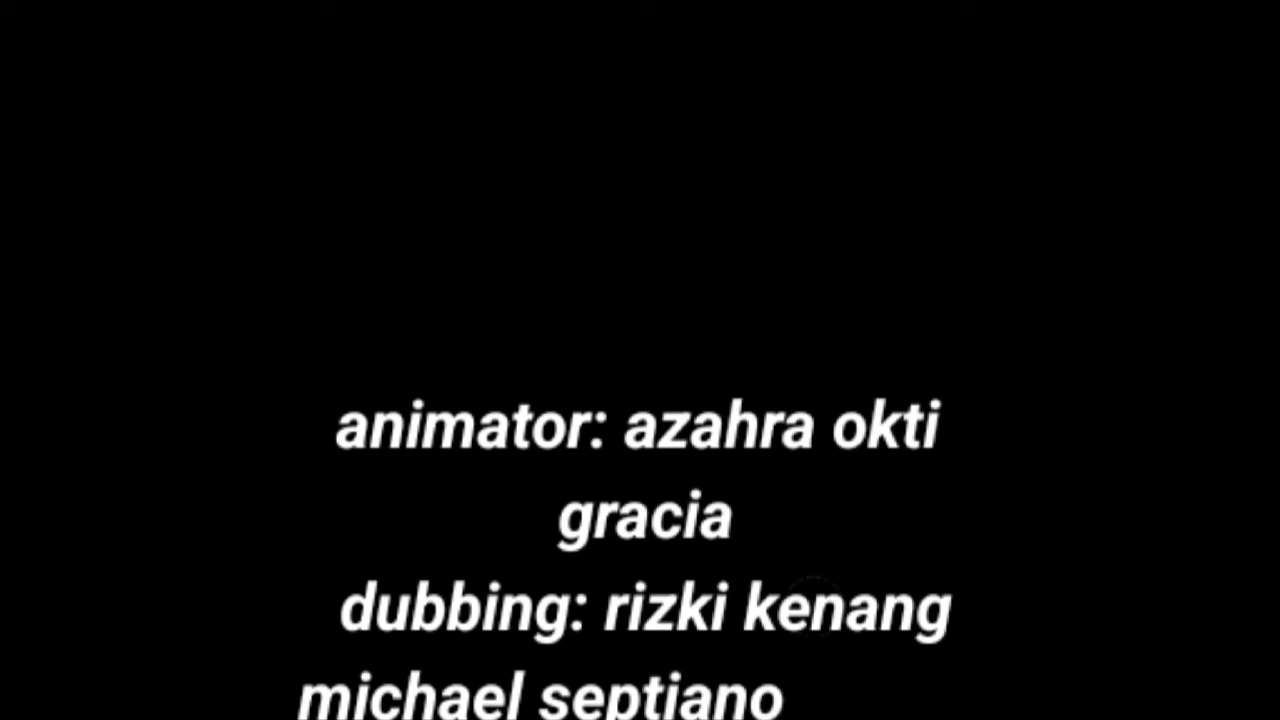 animator: azahra okti
gracia
dubbing: rizki kenang
michael septiano